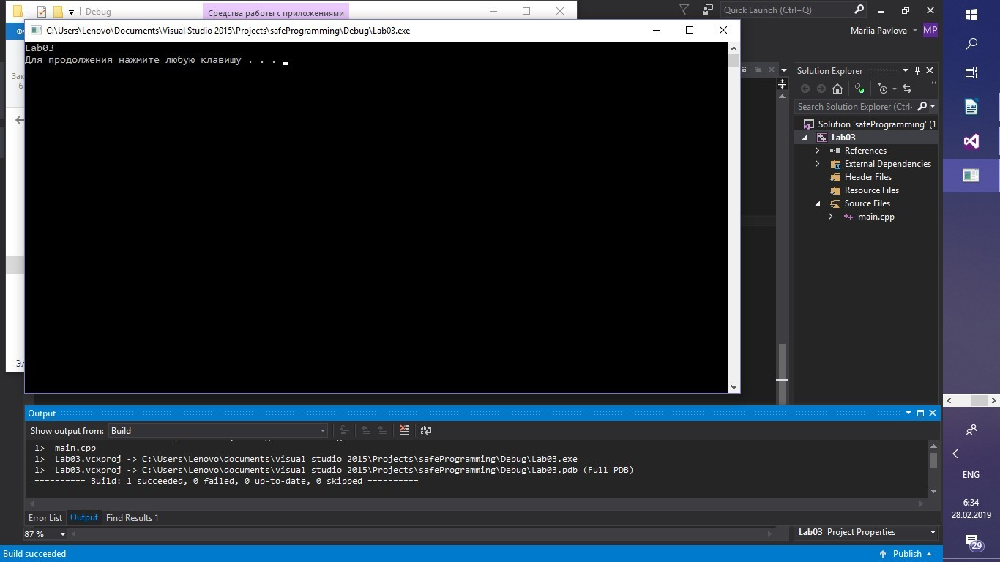 Debug
Средства работы с приложениями
Quick Launch (Ctrl+Q)
Mariia Pavlova
MP
C:\Users\Lenovo\Documents\Visual Studio 2015\Projects\safeProgramming\Debug\Lab03.exe
Lab03
Для продолжения нажмите любую клавишу . . .
Solution Explorer
Search Solution Explorer (Ctrl-
Solution 'safeProgramming' (1
Lab03
References
External Dependencies
Header Files
Resource Files
Source Files
main.cpp
Output
Show output from: Build
1>  main.cpp
1>  Lab03.vcxproj -> C:\Users\Lenovo\documents\visual studio 2015\Projects\safeProgramming\Debug\Lab03.exe
1>  Lab03.vcxproj -> C:\Users\Lenovo\documents\visual studio 2015\Projects\safeProgramming\Debug\Lab03.pdb (Full PDB)
========== Build: 1 succeeded, 0 failed, 0 up-to-date, 0 skipped ==========
Error List Output Find Results 1
87 %
Lab03 Project Properties
Build succeeded
Publish
ENG
6:34
28.02.2019
29